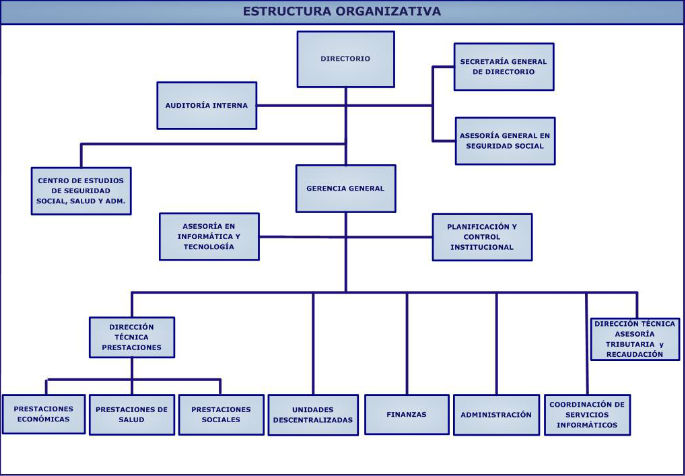 ESTRUCTURA ORGANIZATIVA
DIRECTORIO
SECRETARÍA GENERAL
DE DIRECTORIO
AUDITORÍA INTERNA
ASESORÍA GENERAL EN
SEGURIDAD SOCIAL
CENTRO DE ESTUDIOS
DE SEGURIDAD
SOCIAL, SALUD Y ADM.
GERENCIA GENERAL
ASESORÍA EN
INFORMÁTICA Y
TECNOLOGÍA
PLANIFICACIÓN Y
CONTROL
INSTITUCIONAL
DIRECCIÓN
TÉCNICA
PRESTACIONES
DIRECCIÓN TÉCNICA
ASESORÍA
TRIBUTARIA y
RECAUDACIÓN
PRESTACIONES
ECONÓMICAS
PRESTACIONES DE
SALUD
PRESTACIONES
SOCIALES
UNIDADES
DESCENTRALIZADAS
FINANZAS
ADMINISTRACIÓN
COORDINACIÓN DE
SERVICIOS
INFORMÁTICOS